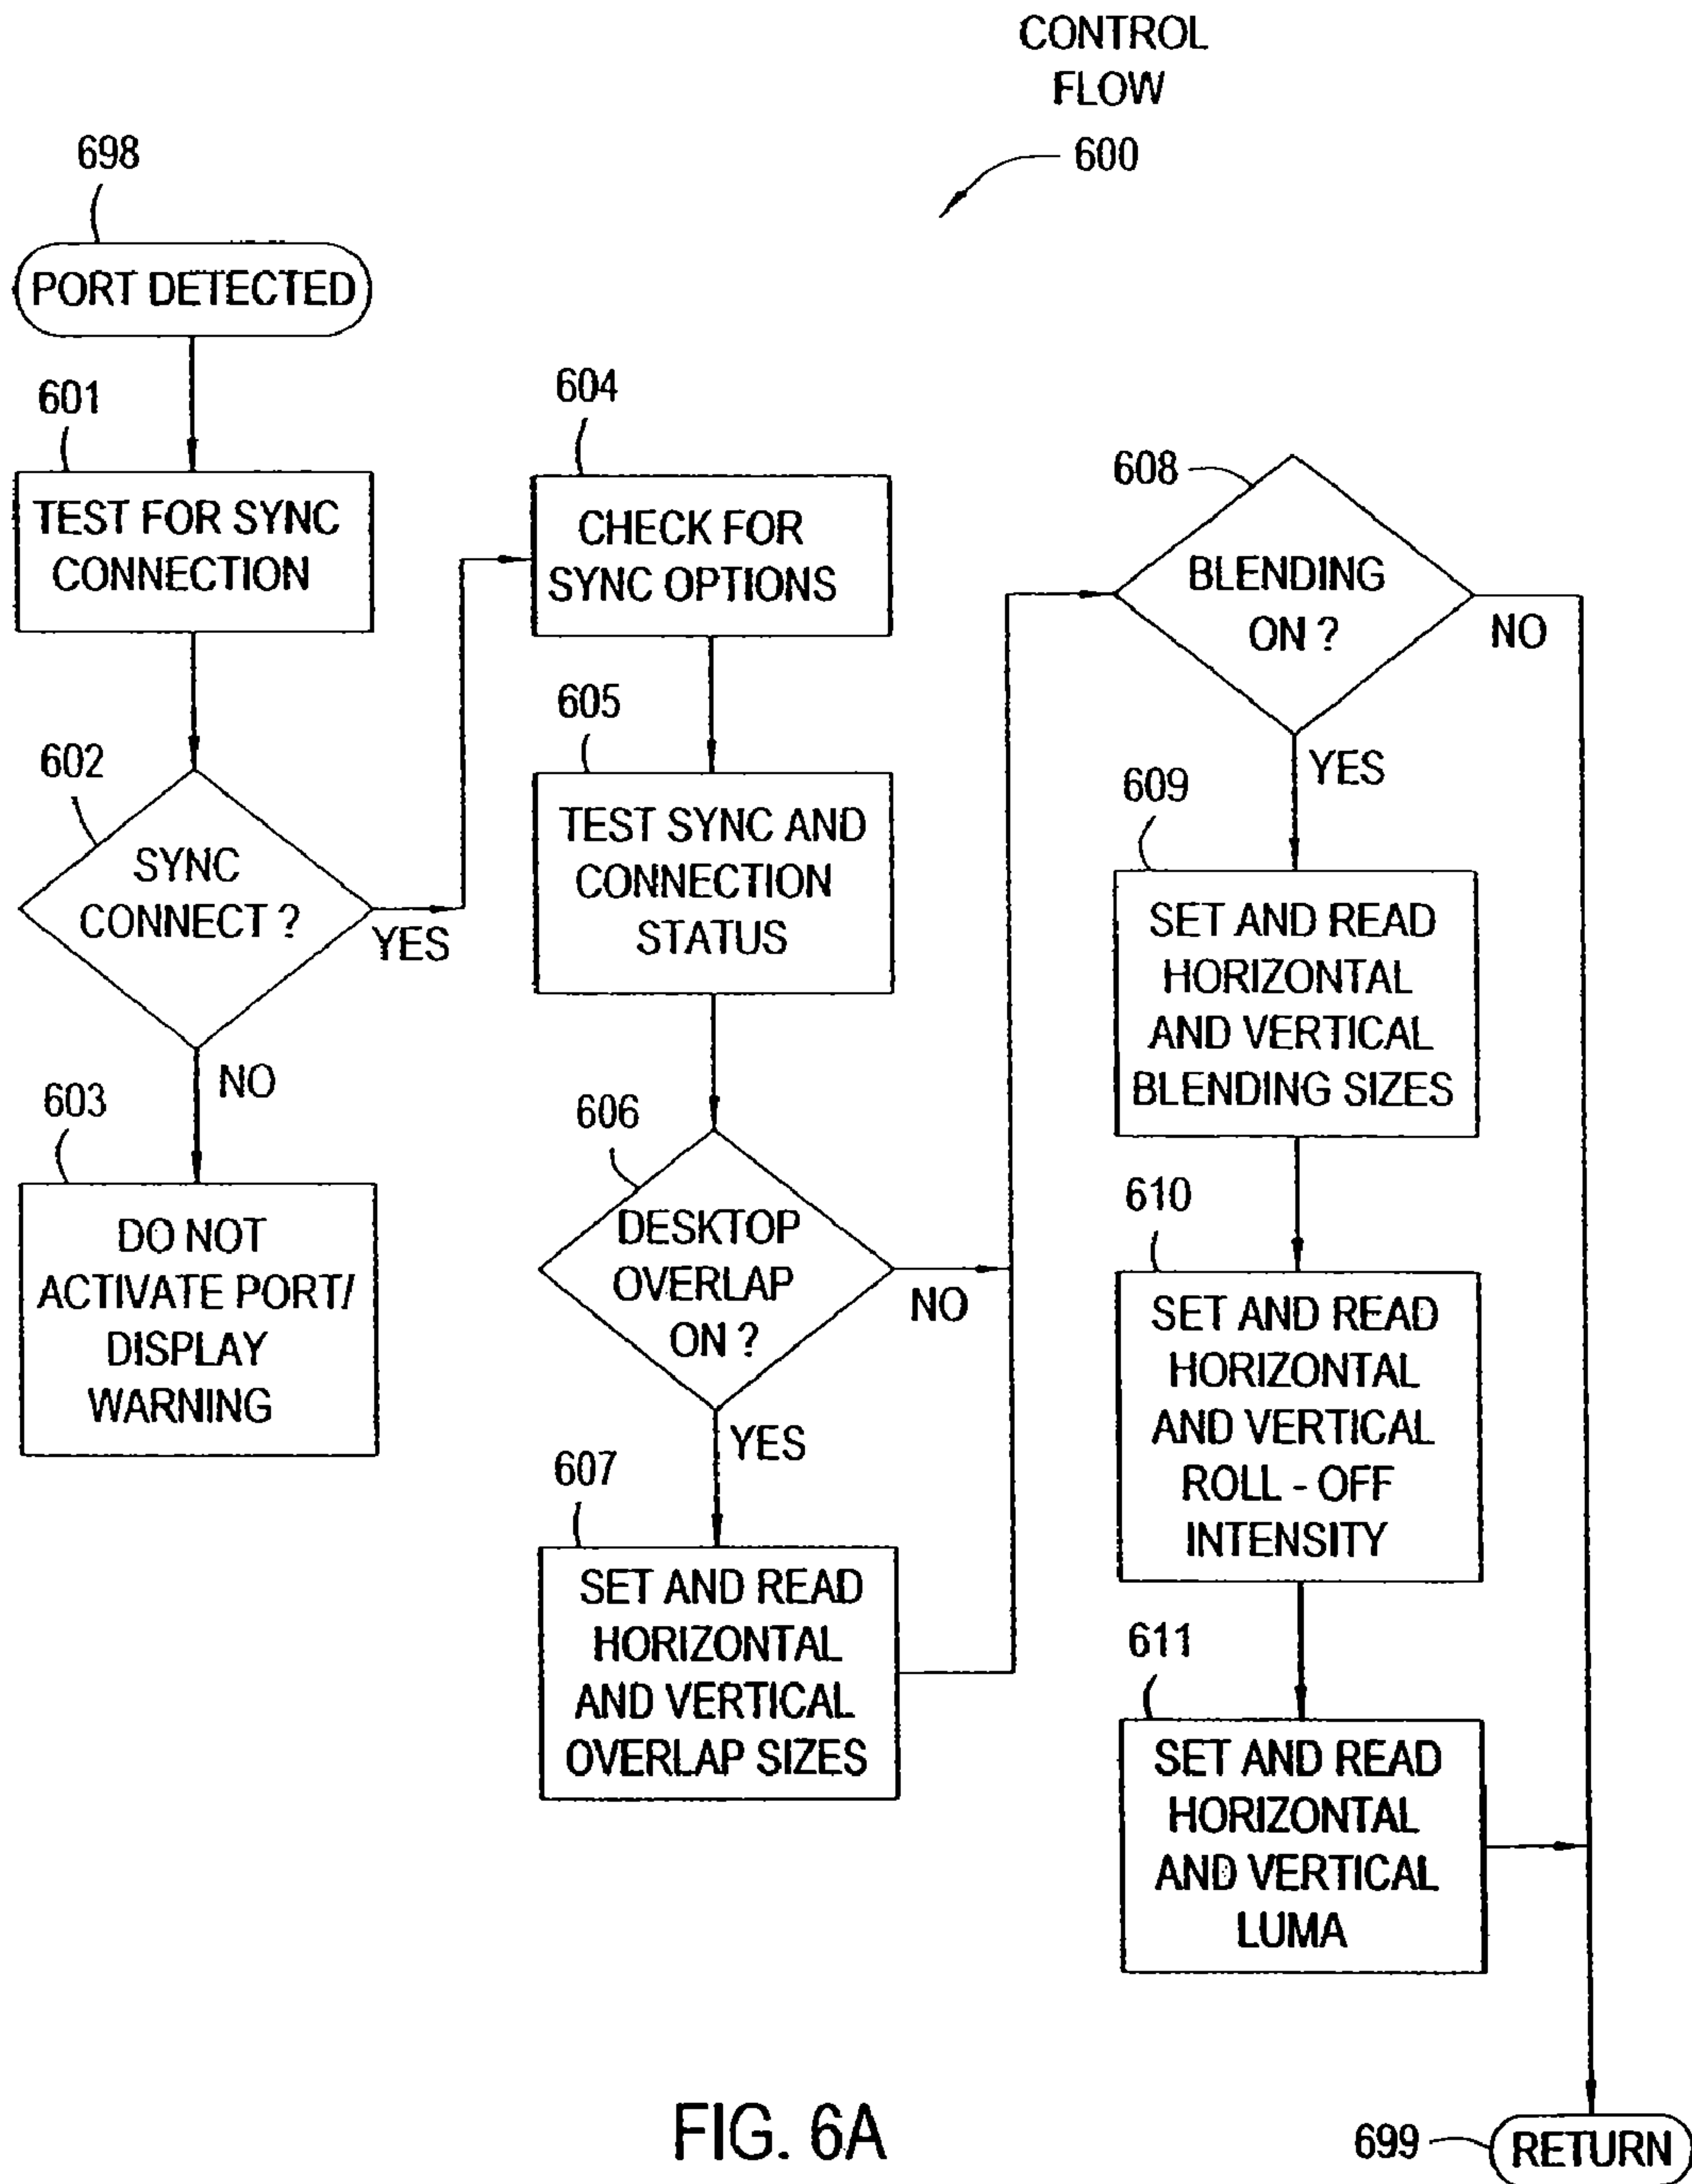 CONTROL
FLOW
600
698
PORT DETECTED
601
TEST FOR SYNC
CONNECTION
602
SYNC
CONNECT ?
YES
NO
603
DO NOT
ACTIVATE PORT/
DISPLAY
WARNING
604
CHECK FOR
SYNC OPTIONS
605
TEST SYNC AND
CONNECTION
STATUS
606
DESKTOP
OVERLAP
ON ?
NO
YES
607
SET AND READ
HORIZONTAL
AND VERTICAL
OVERLAP SIZES
608
BLENDING
ON ?
NO
YES
609
SET AND READ
HORIZONTAL
AND VERTICAL
BLENDING SIZES
610
SET AND READ
HORIZONTAL
AND VERTICAL
ROLL - OFF
INTENSITY
611
SET AND READ
HORIZONTAL
AND VERTICAL
LUMA
699
RETURN
FIG. 6A